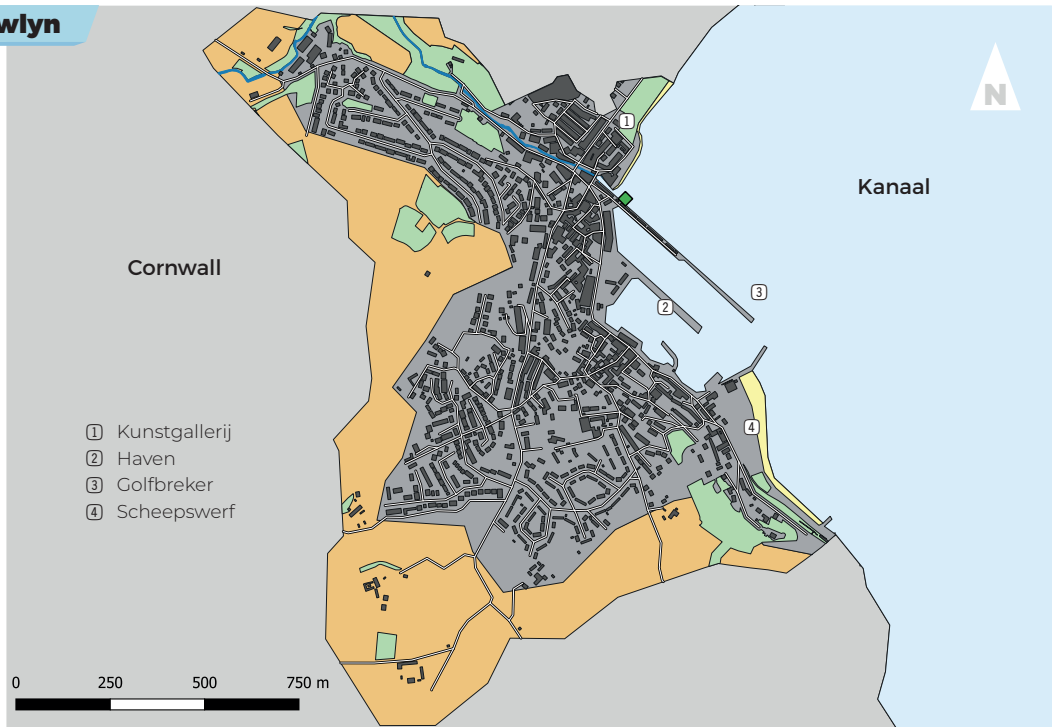 wlyn
N
1
Kanaal
Cornwall
3
2
4
1 Kunstgallerij
2 Haven
3 Golfbreker
4 Scheepswerf
0 250 500 750 m